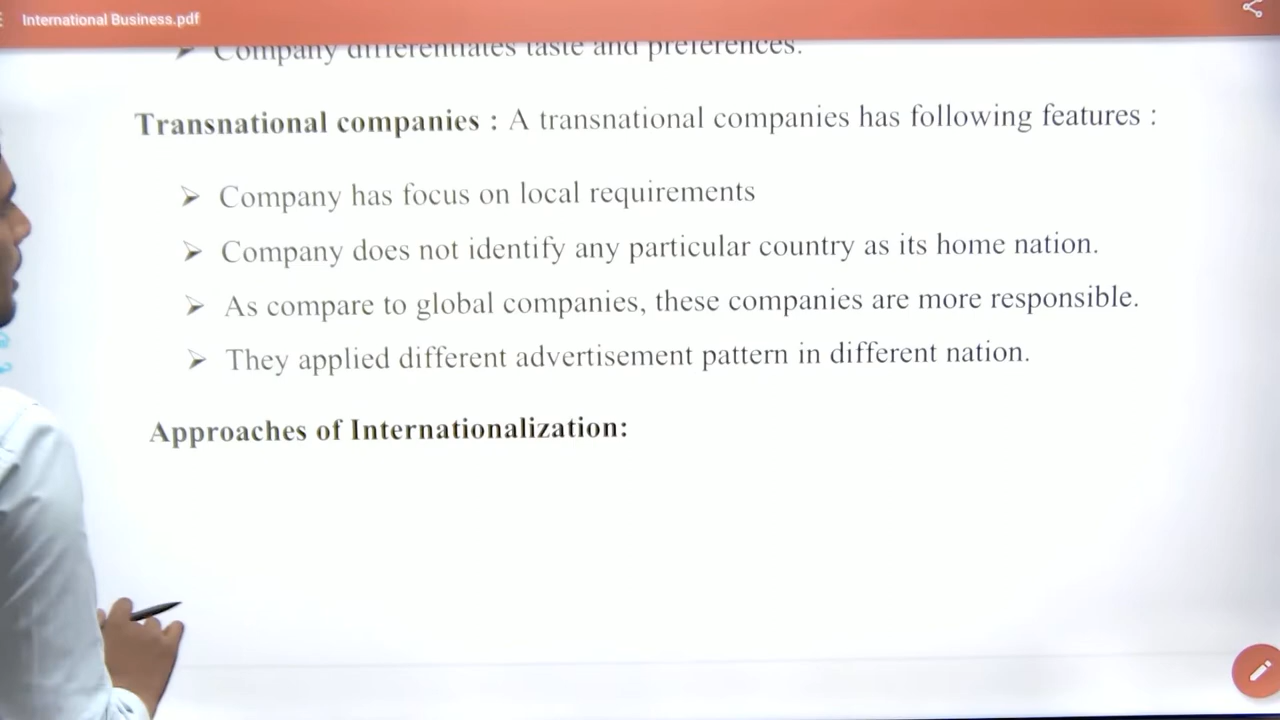 International Business.pdf
➤ Company differentiates taste and preferences.
Transnational companies : A transnational companies has following features :
➤ Company has focus on local requirements
➤ Company does not identify any particular country as its home nation.
➤ As compare to global companies, these companies are more responsible.
➤ They applied different advertisement pattern in different nation.
Approaches of Internationalization: